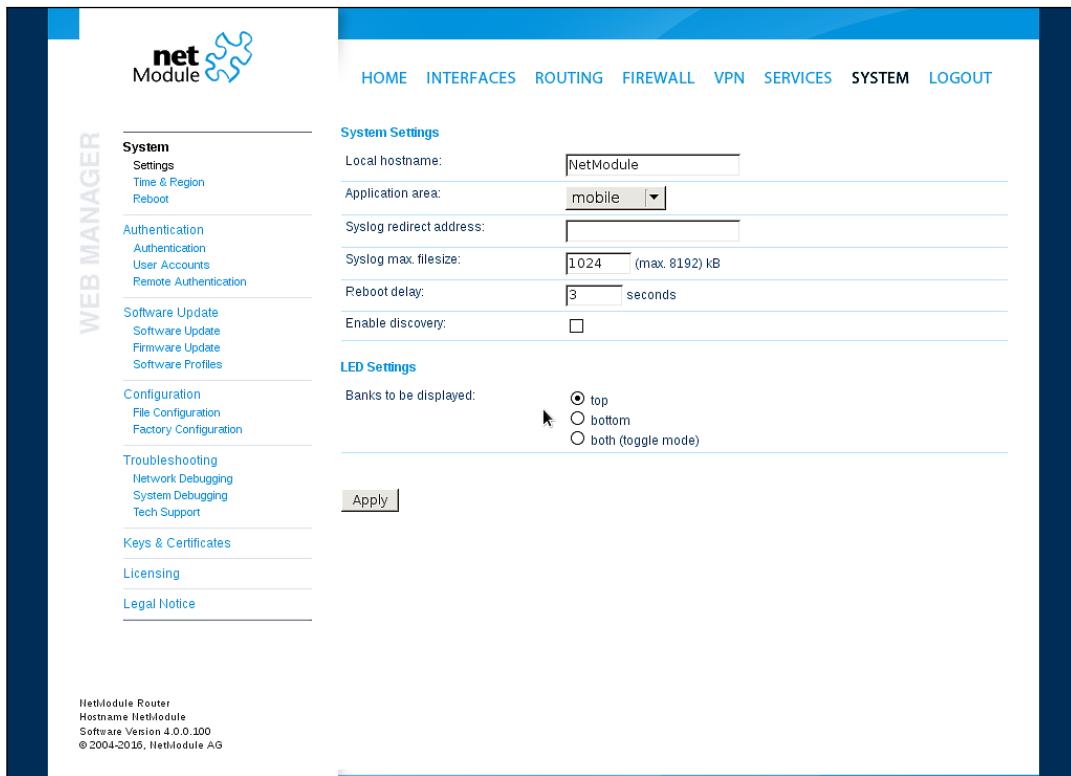 net
Module
HOME INTERFACES ROUTING FIREWALL VPN SERVICES SYSTEM LOGOUT
WEB MANAGER
System
Settings
Time & Region
Reboot
Authentication
Authentication
User Accounts
Remote Authentication
Software Update
Software Update
Firmware Update
Software Profiles
Configuration
File Configuration
Factory Configuration
Troubleshooting
Network Debugging
System Debugging
Tech Support
Keys & Certificates
Licensing
Legal Notice
System Settings
Local hostname: NetModule
Application area: mobile
Syslog redirect address:
Syslog max. filesize: 1024 (max. 8192) kB
Reboot delay: 3 seconds
Enable discovery:
LED Settings
Banks to be displayed: top
bottom
both (toggle mode)
Apply
NetModule Router
Hostname NetModule
Software Version 4.0.0.100
© 2004-2016, NetModule AG